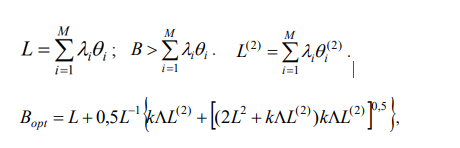 L = ∑_{i=1}^{M} λ_i θ_i ; B > ∑_{i=1}^{M} λ_i θ_i . L^{(2)} = ∑_{i=1}^{M} λ_i θ_i^{(2)} .
B_{opt} = L + 0,5L^{-1} {kΛL^{(2)} + [(2L^2 + kΛL^{(2)})kΛL^{(2)}]^{0,5}},